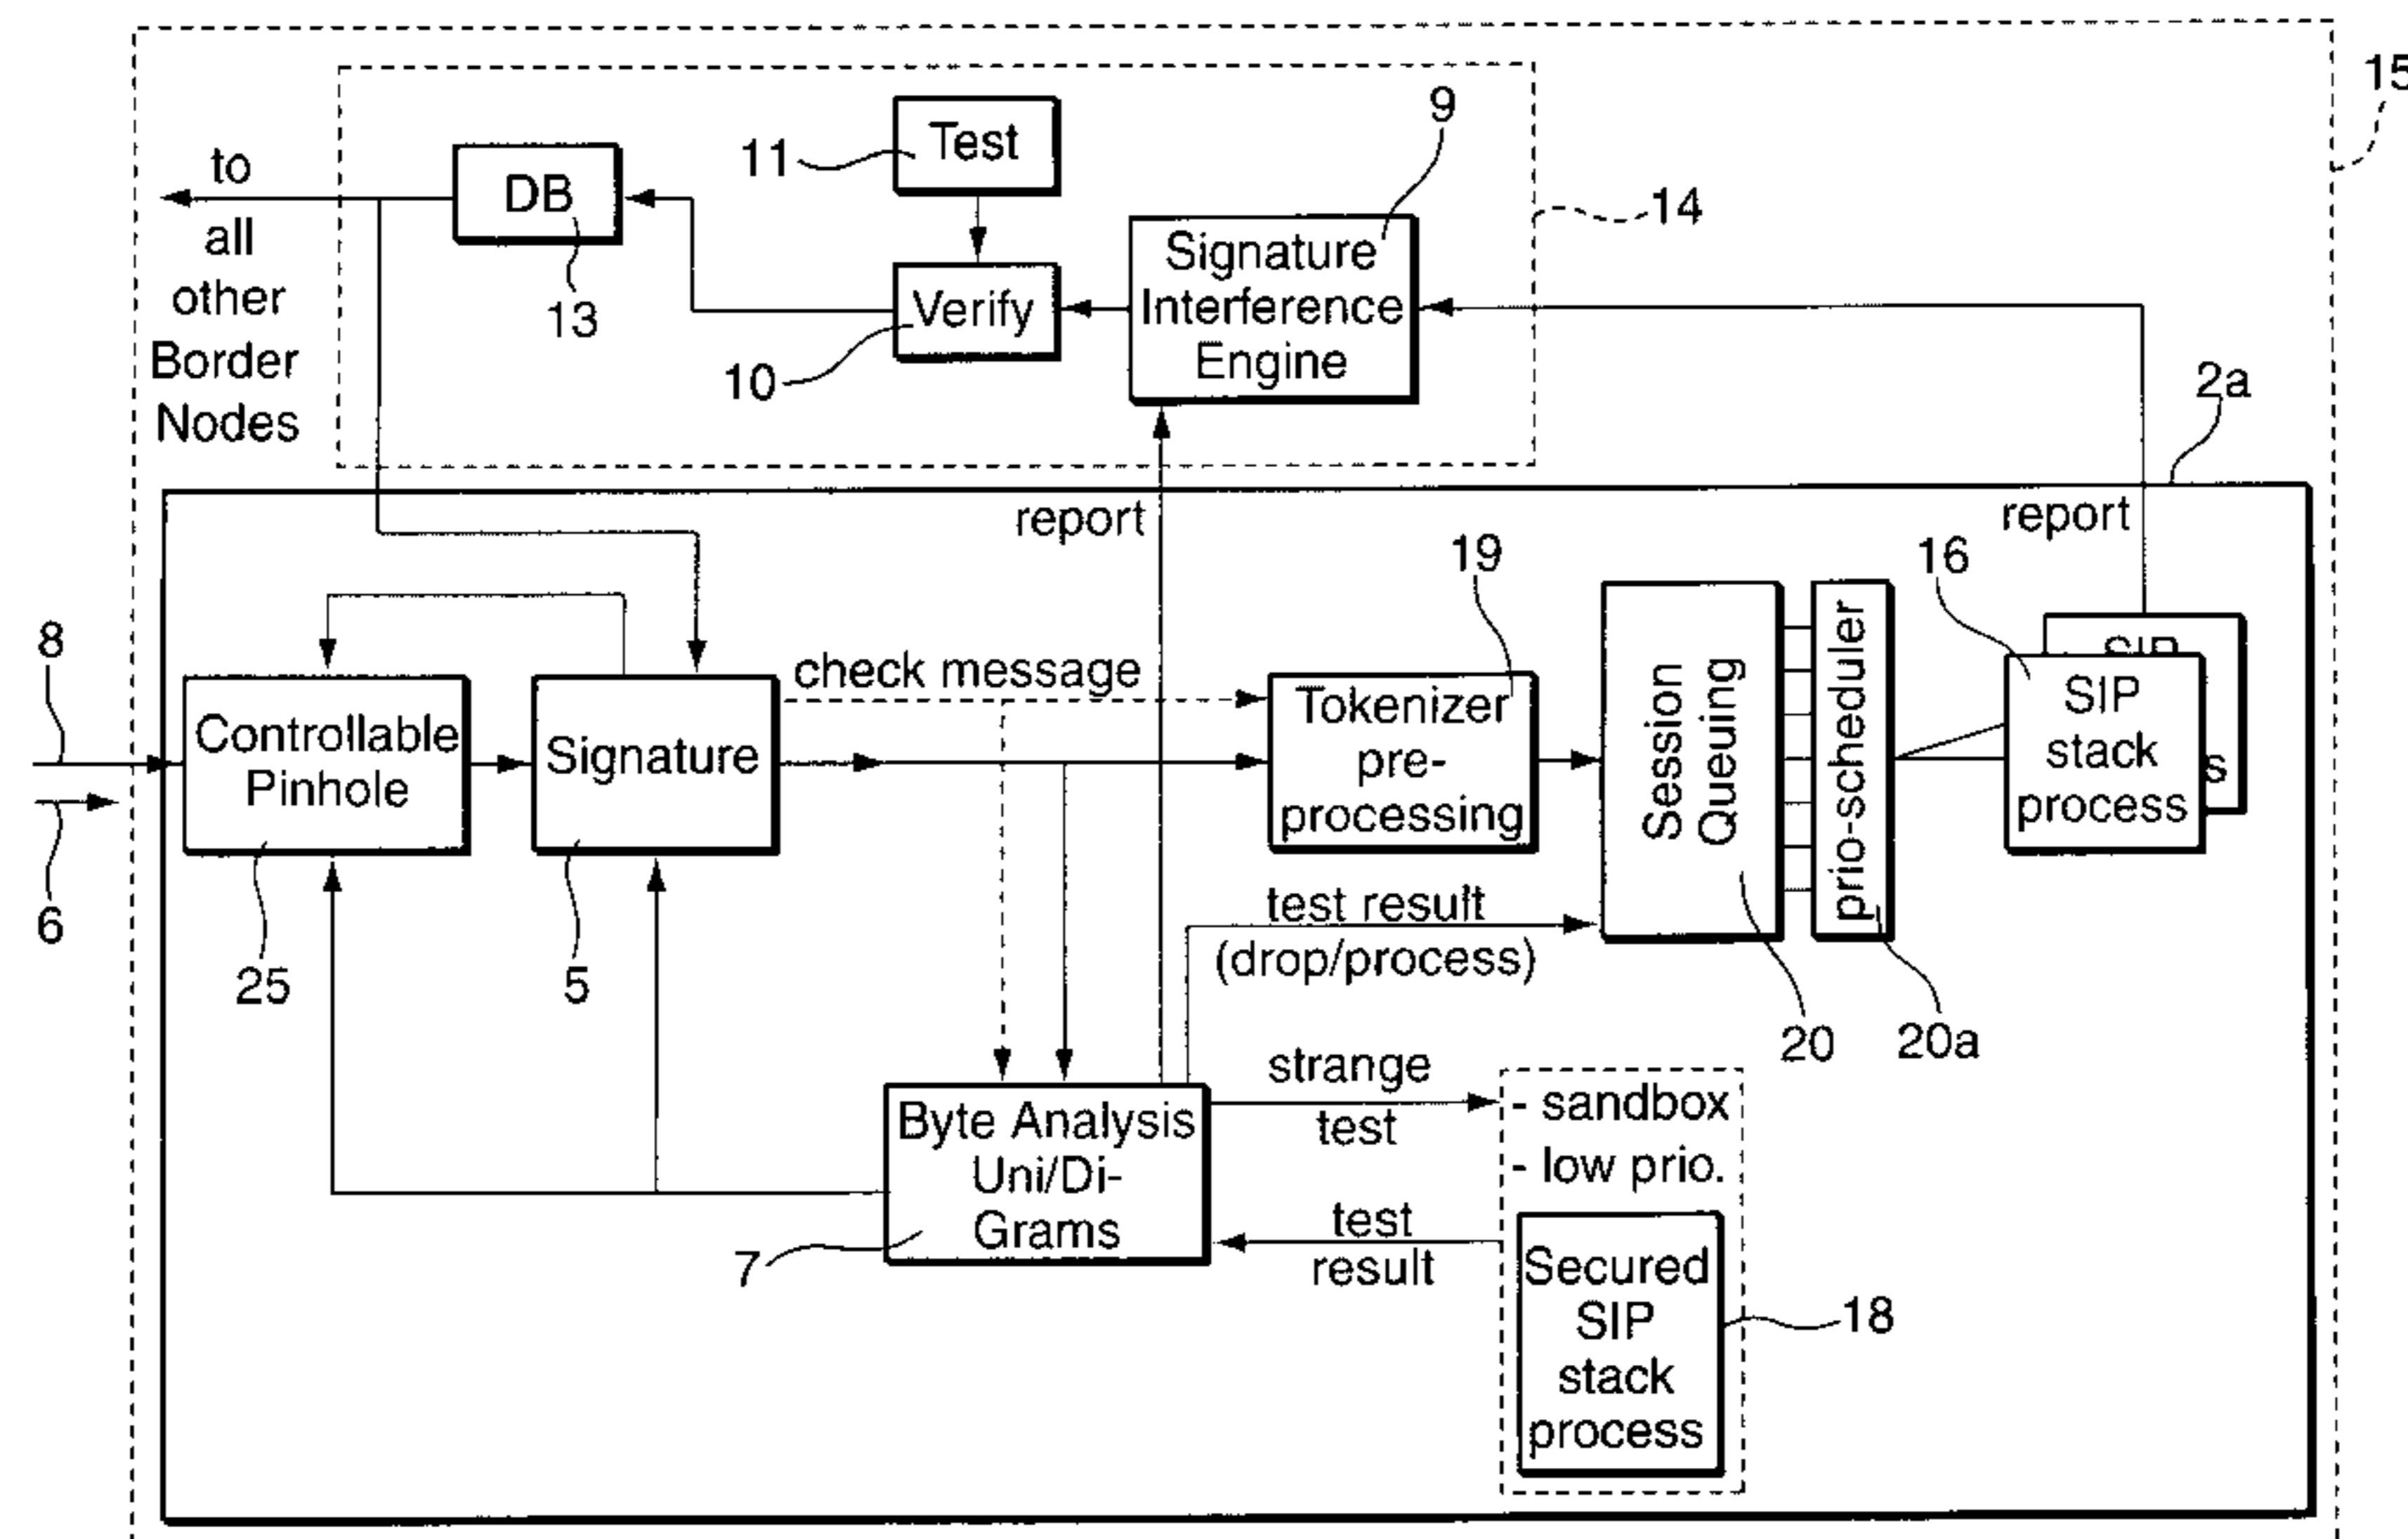 15
9
Test
11
to
DB
14
Signature
Interference
Engine
all
other
Border
Nodes
13
Verify
10
2a
report
report
19
16
8
check message
Controllable
Pinhole
Signature
Tokenizer
pre-
processing
Session
Queuing
prio-scheduler
SIP
s
SIP
stack
process
6
25
5
test result
(drop/process)
20
20a
strange
test
- sandbox
- low prio.
Byte Analysis
Uni/Di-
Grams
7
test
result
Secured
SIP
stack
process
18